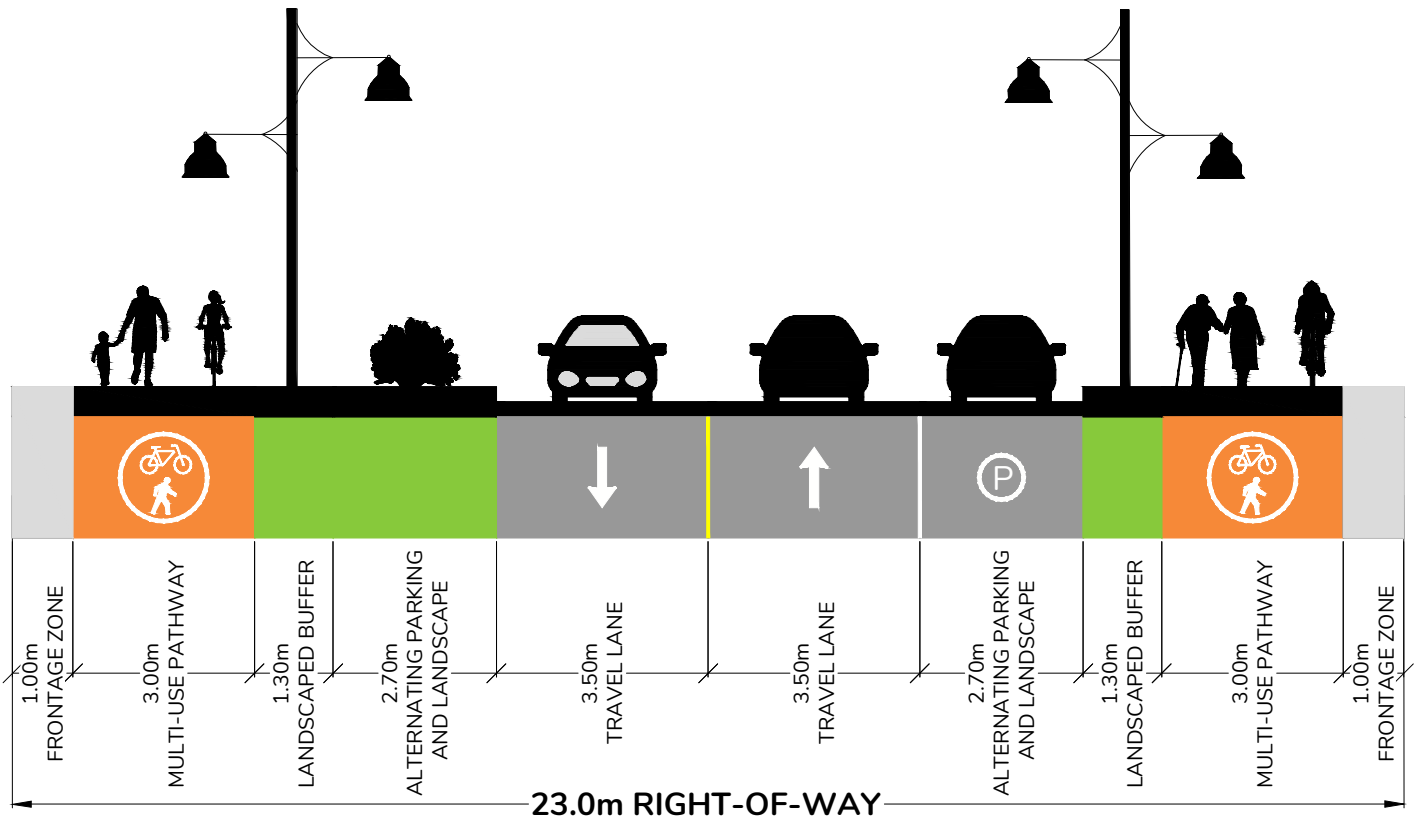 P
1.00m
FRONTAGE ZONE
3.00m
MULTI-USE PATHWAY
1.30m
LANDSCAPED BUFFER
2.70m
ALTERNATING PARKING
AND LANDSCAPE
3.50m
TRAVEL LANE
3.50m
TRAVEL LANE
2.70m
ALTERNATING PARKING
AND LANDSCAPE
1.30m
LANDSCAPED BUFFER
3.00m
MULTI-USE PATHWAY
1.00m
FRONTAGE ZONE
23.0m RIGHT-OF-WAY